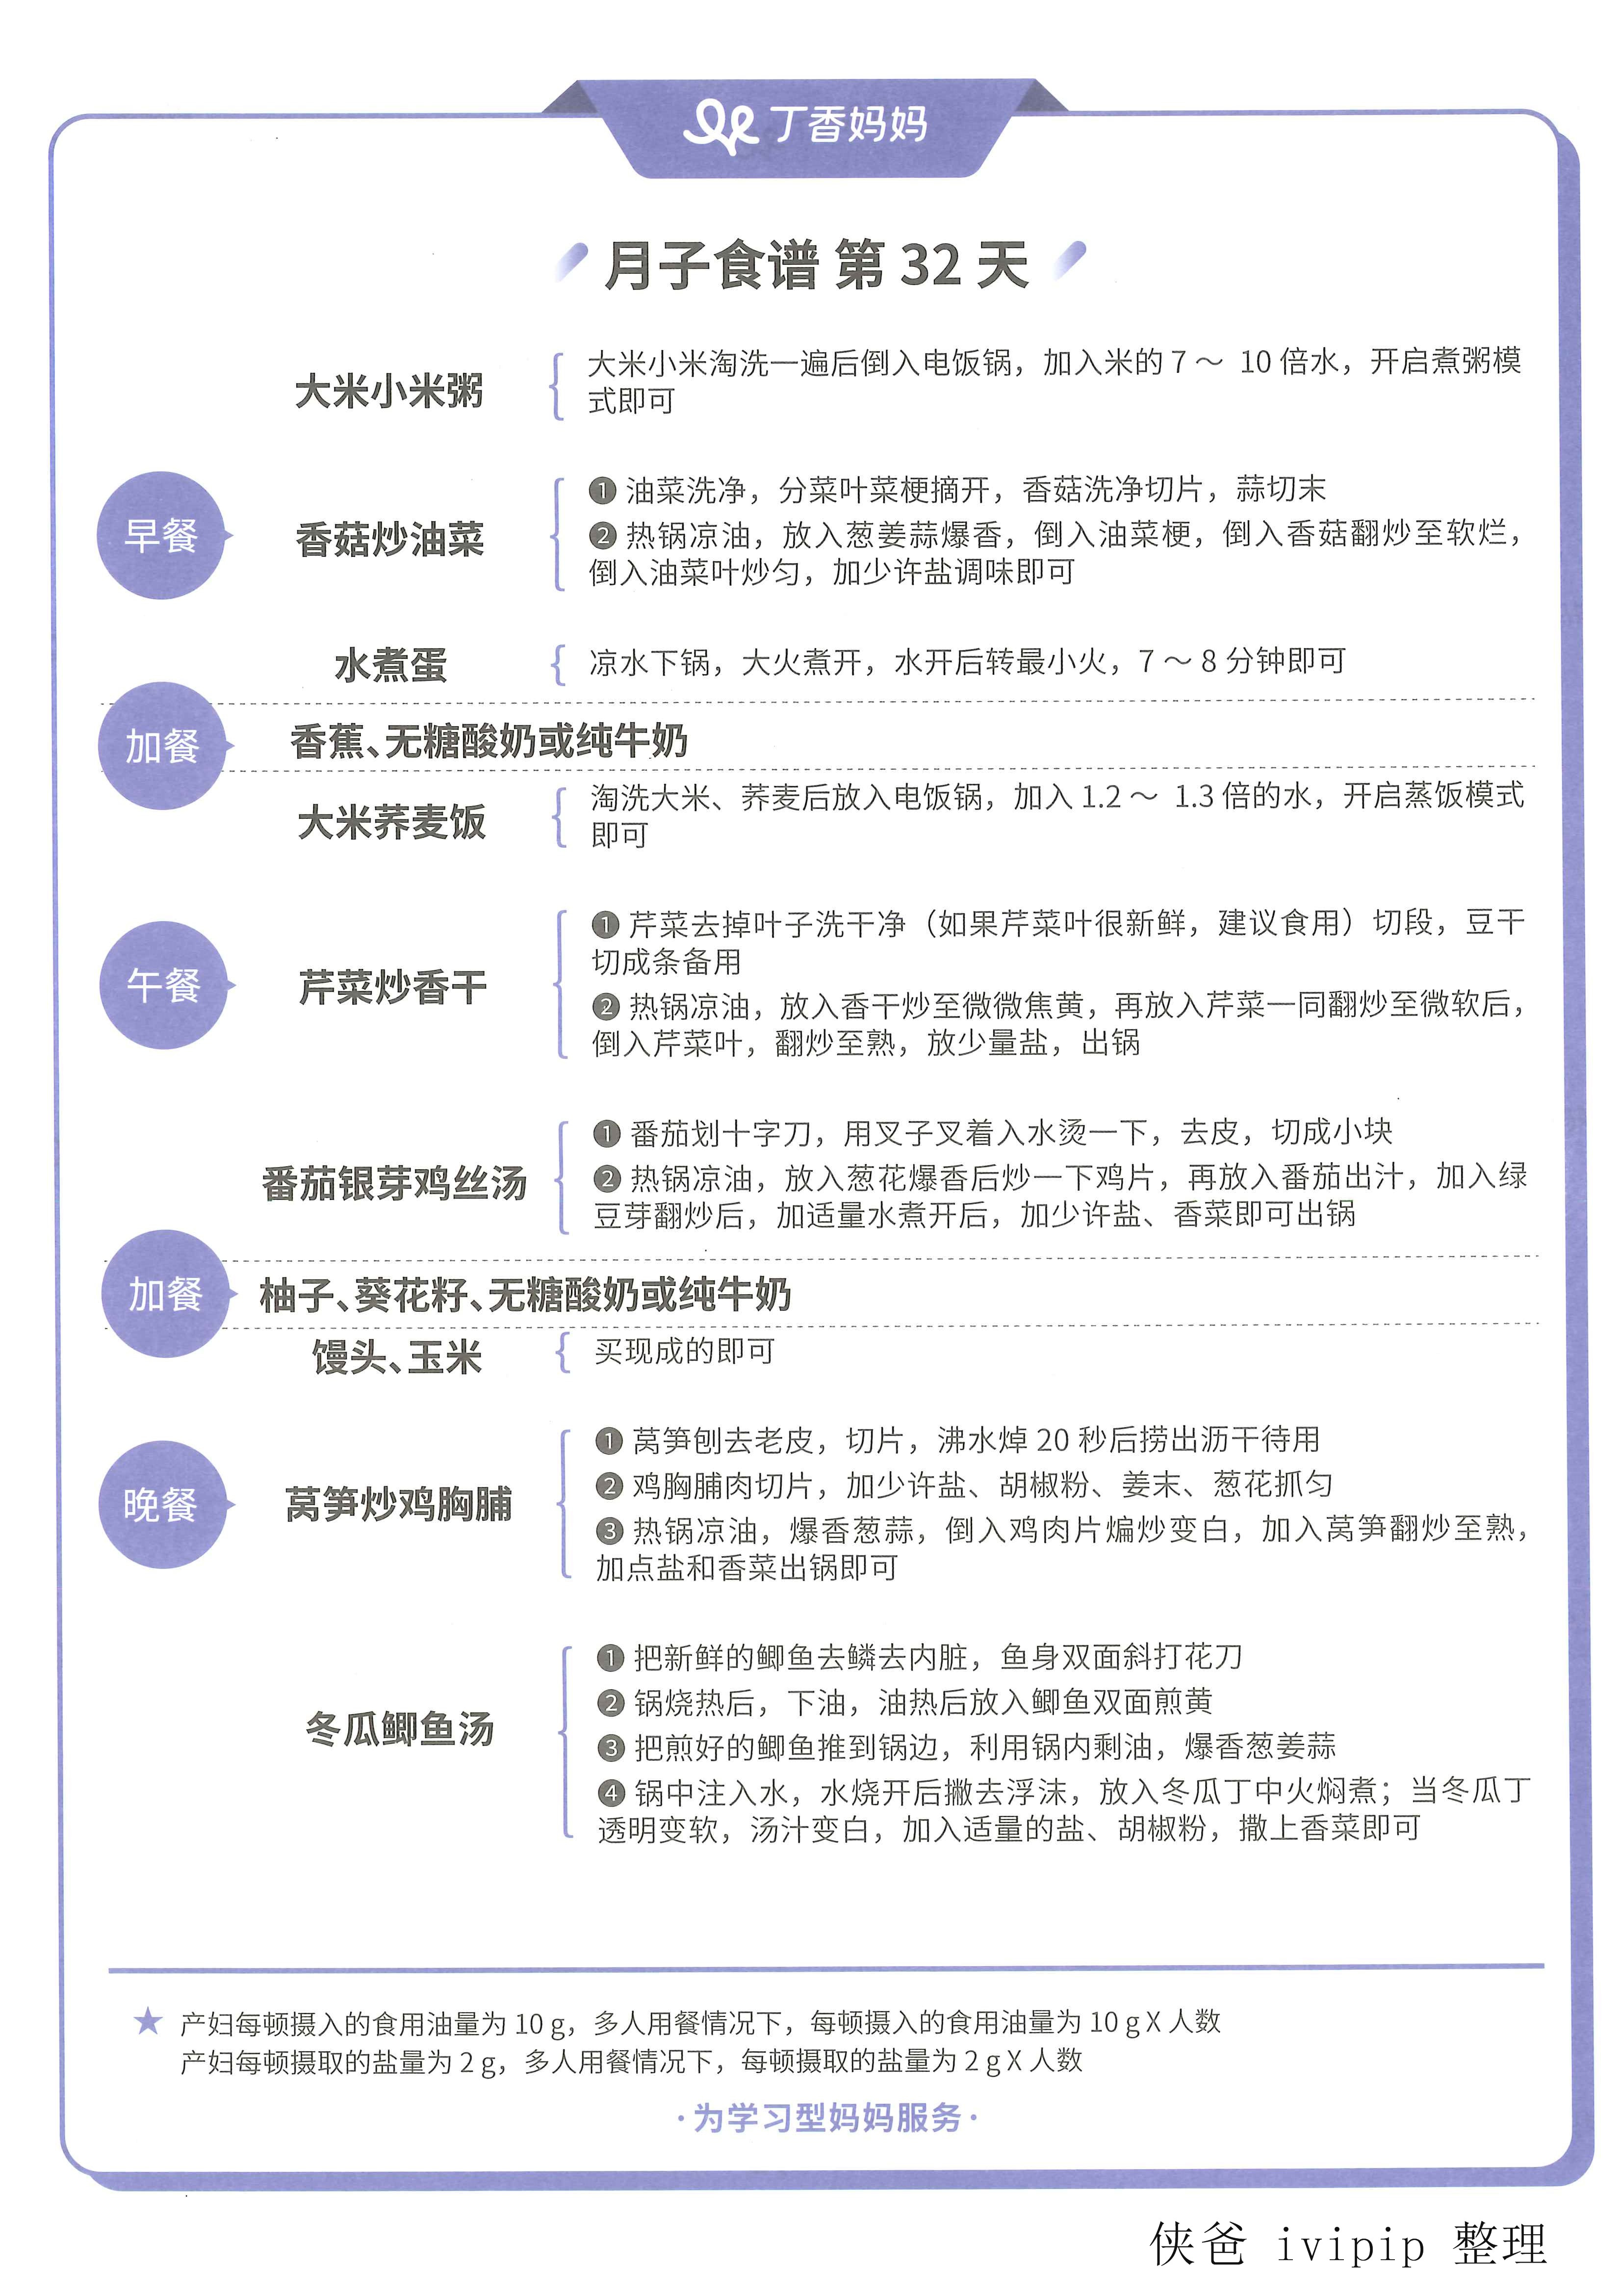 丁香妈妈
月子食谱 第 32 天
大米小米粥
大米小米淘洗一遍后倒入电饭锅，加入米的 7～ 10 倍水，开启煮粥模
式即可
早餐
香菇炒油菜
❶ 油菜洗净，分菜叶菜梗摘开，香菇洗净切片，蒜切末
❷ 热锅凉油，放入葱姜蒜爆香，倒入油菜梗，倒入香菇翻炒至软烂，
倒入油菜叶炒匀，加少许盐调味即可
水煮蛋
凉水下锅，大火煮开，水开后转最小火，7～8 分钟即可
加餐
香蕉、无糖酸奶或纯牛奶
大米荞麦饭
淘洗大米、荞麦后放入电饭锅，加入 1.2～ 1.3 倍的水，开启蒸饭模式
即可
午餐
芹菜炒香干
❶ 芹菜去掉叶子洗干净（如果芹菜叶很新鲜，建议食用）切段，豆干
切成条备用
❷ 热锅凉油，放入香干炒至微微焦黄，再放入芹菜一同翻炒至微软后，
倒入芹菜叶，翻炒至熟，放少量盐，出锅
番茄银芽鸡丝汤
❶ 番茄划十字刀，用叉子叉着入水烫一下，去皮，切成小块
❷ 热锅凉油，放入葱花爆香后炒一下鸡片，再放入番茄出汁，加入绿
豆芽翻炒后，加适量水煮开后，加少许盐、香菜即可出锅
加餐
柚子、葵花籽、无糖酸奶或纯牛奶
馒头、玉米
买现成的即可
晚餐
莴笋炒鸡胸脯
❶ 莴笋刨去老皮，切片，沸水焯 20 秒后捞出沥干待用
❷ 鸡胸脯肉切片，加少许盐、胡椒粉、姜末、葱花抓匀
❸ 热锅凉油，爆香葱蒜，倒入鸡肉片煸炒变白，加入莴笋翻炒至熟，
加点盐和香菜出锅即可
冬瓜鲫鱼汤
❶ 把新鲜的鲫鱼去鳞去内脏，鱼身双面斜打花刀
❷ 锅烧热后，下油，油热后放入鲫鱼双面煎黄
❸ 把煎好的鲫鱼推到锅边，利用锅内剩油，爆香葱姜蒜
❹ 锅中注入水，水烧开后撇去浮沫，放入冬瓜丁中火焖煮；当冬瓜丁
透明变软，汤汁变白，加入适量的盐、胡椒粉，撒上香菜即可
★ 产妇每顿摄入的食用油量为 10 g，多人用餐情况下，每顿摄入的食用油量为 10 g X 人数
产妇每顿摄取的盐量为 2 g，多人用餐情况下，每顿摄取的盐量为 2 g X 人数
·为学习型妈妈服务·
侠爸 ivipip 整理